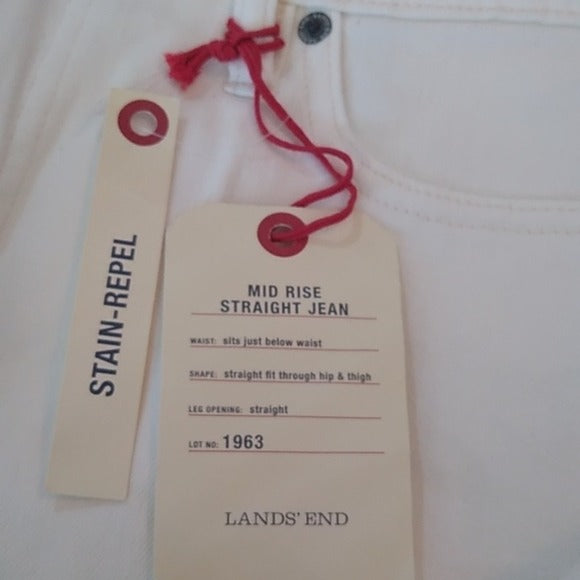 STAIN-REPEL
MID RISE
STRAIGHT JEAN
WAIST: sits just below waist
SHAPE: straight fit through hip & thigh
LEG OPENING: straight
LOT NO: 1963
LANDS' END